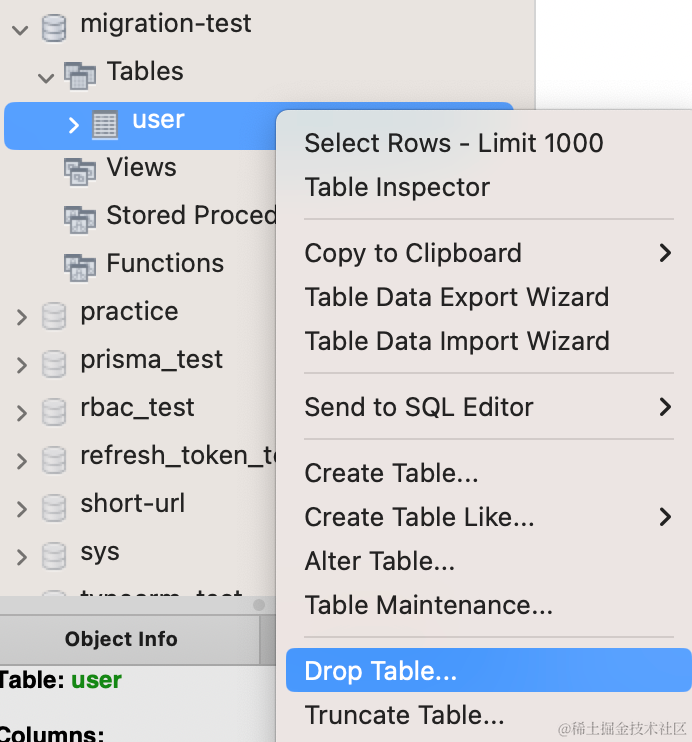 migration-test
Tables
user
Views
Stored Proced
Functions
practice
prisma_test
rbac_test
refresh_token_te
short-url
sys
Object Info
Table: user
Columns:
Select Rows - Limit 1000
Table Inspector
Copy to Clipboard
Table Data Export Wizard
Table Data Import Wizard
Send to SQL Editor
Create Table...
Create Table Like...
Alter Table...
Table Maintenance...
Drop Table...
Truncate Table...
@稀土掘金技术社区